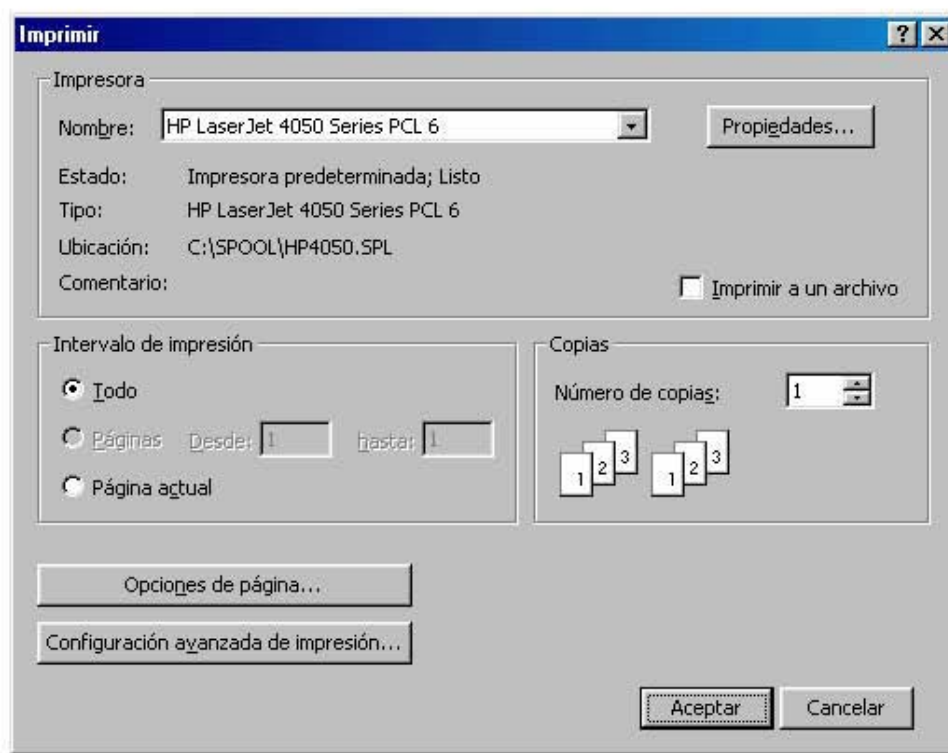 Imprimir
Impresora
Nombre: HP LaserJet 4050 Series PCL 6 Propiedades...
Estado: Impresora predeterminada; Listo
Tipo: HP LaserJet 4050 Series PCL 6
Ubicación: C:\SPOOL\HP4050.SPL
Comentario: Imprimir a un archivo
Intervalo de impresión Copias
Todo Número de copias: 1
Páginas Desde: 1 hasta: 1
1 2 3 1 2 3
Página actual
Opciones de página...
Configuración avanzada de impresión...
Aceptar Cancelar